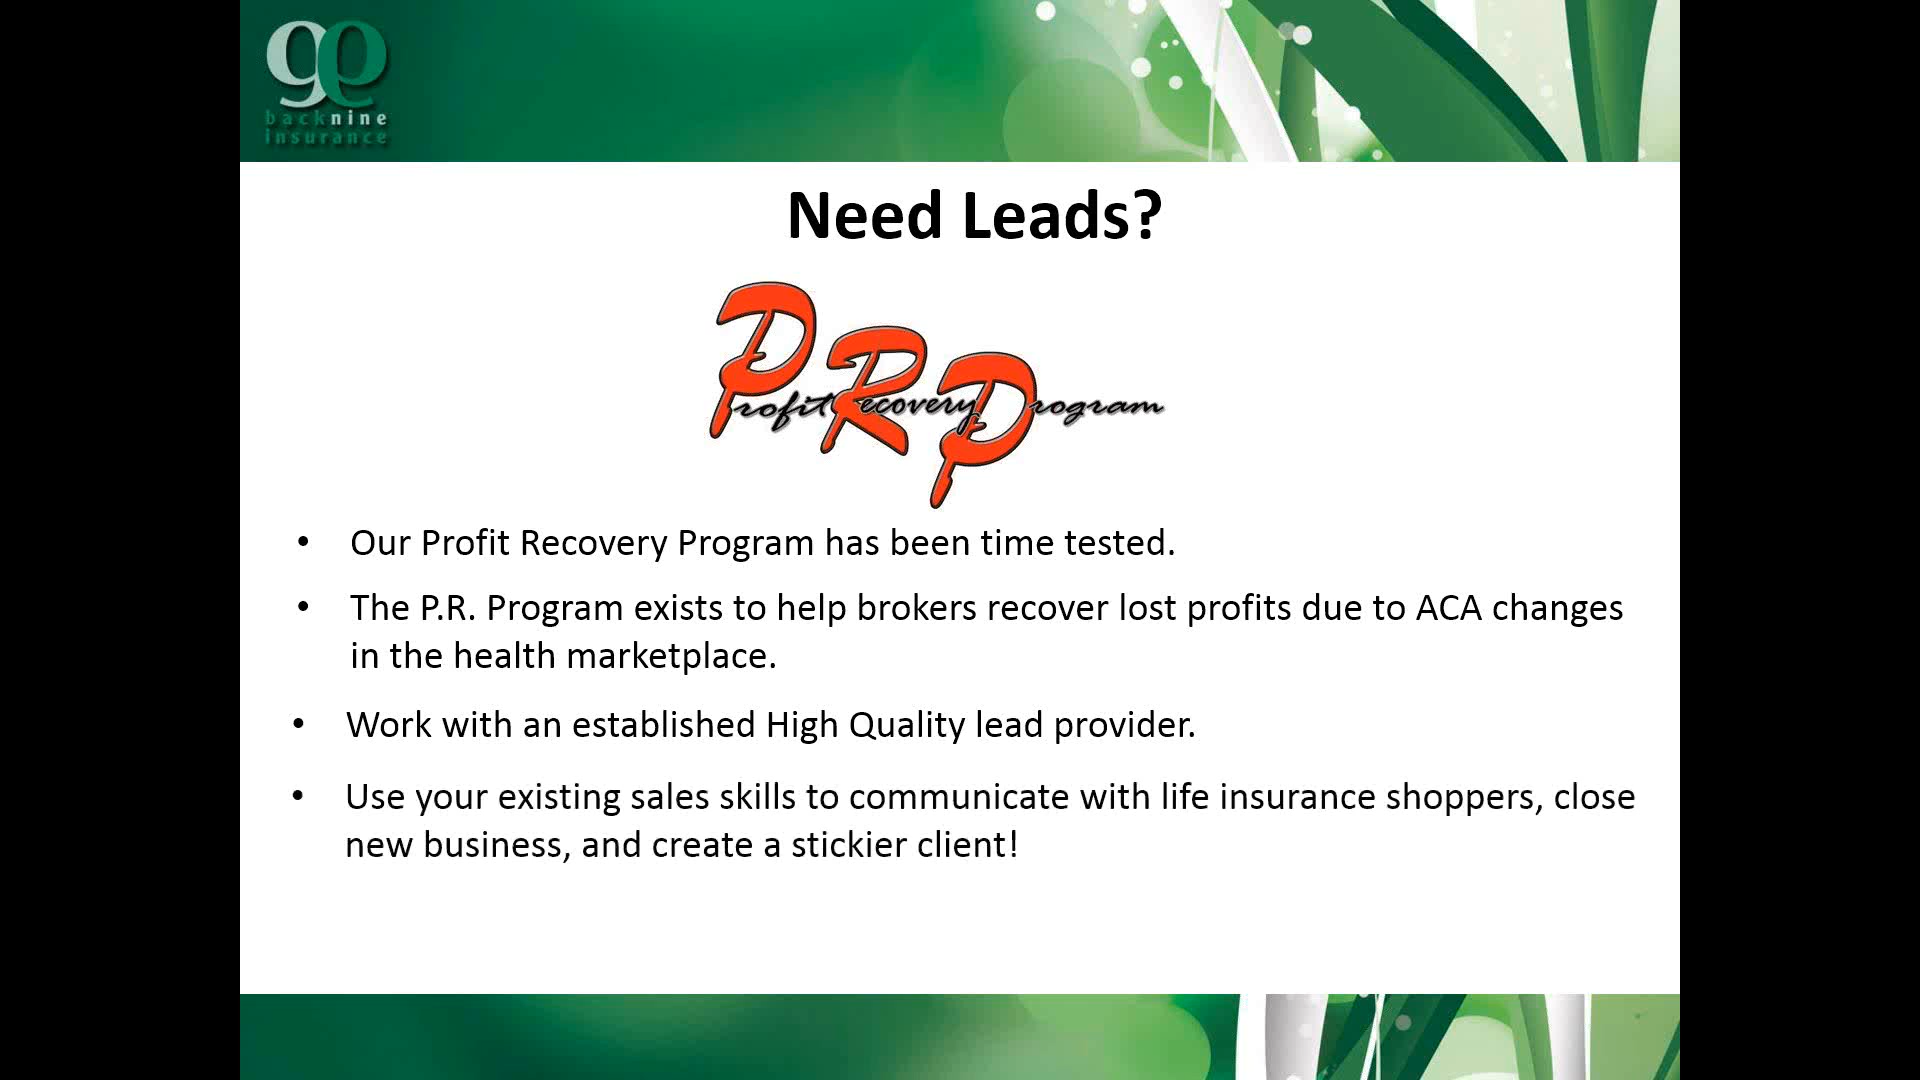 backnine
insurance
Need Leads?
Profit Recovery Program
• Our Profit Recovery Program has been time tested.
• The P.R. Program exists to help brokers recover lost profits due to ACA changes
in the health marketplace.
• Work with an established High Quality lead provider.
• Use your existing sales skills to communicate with life insurance shoppers, close
new business, and create a stickier client!